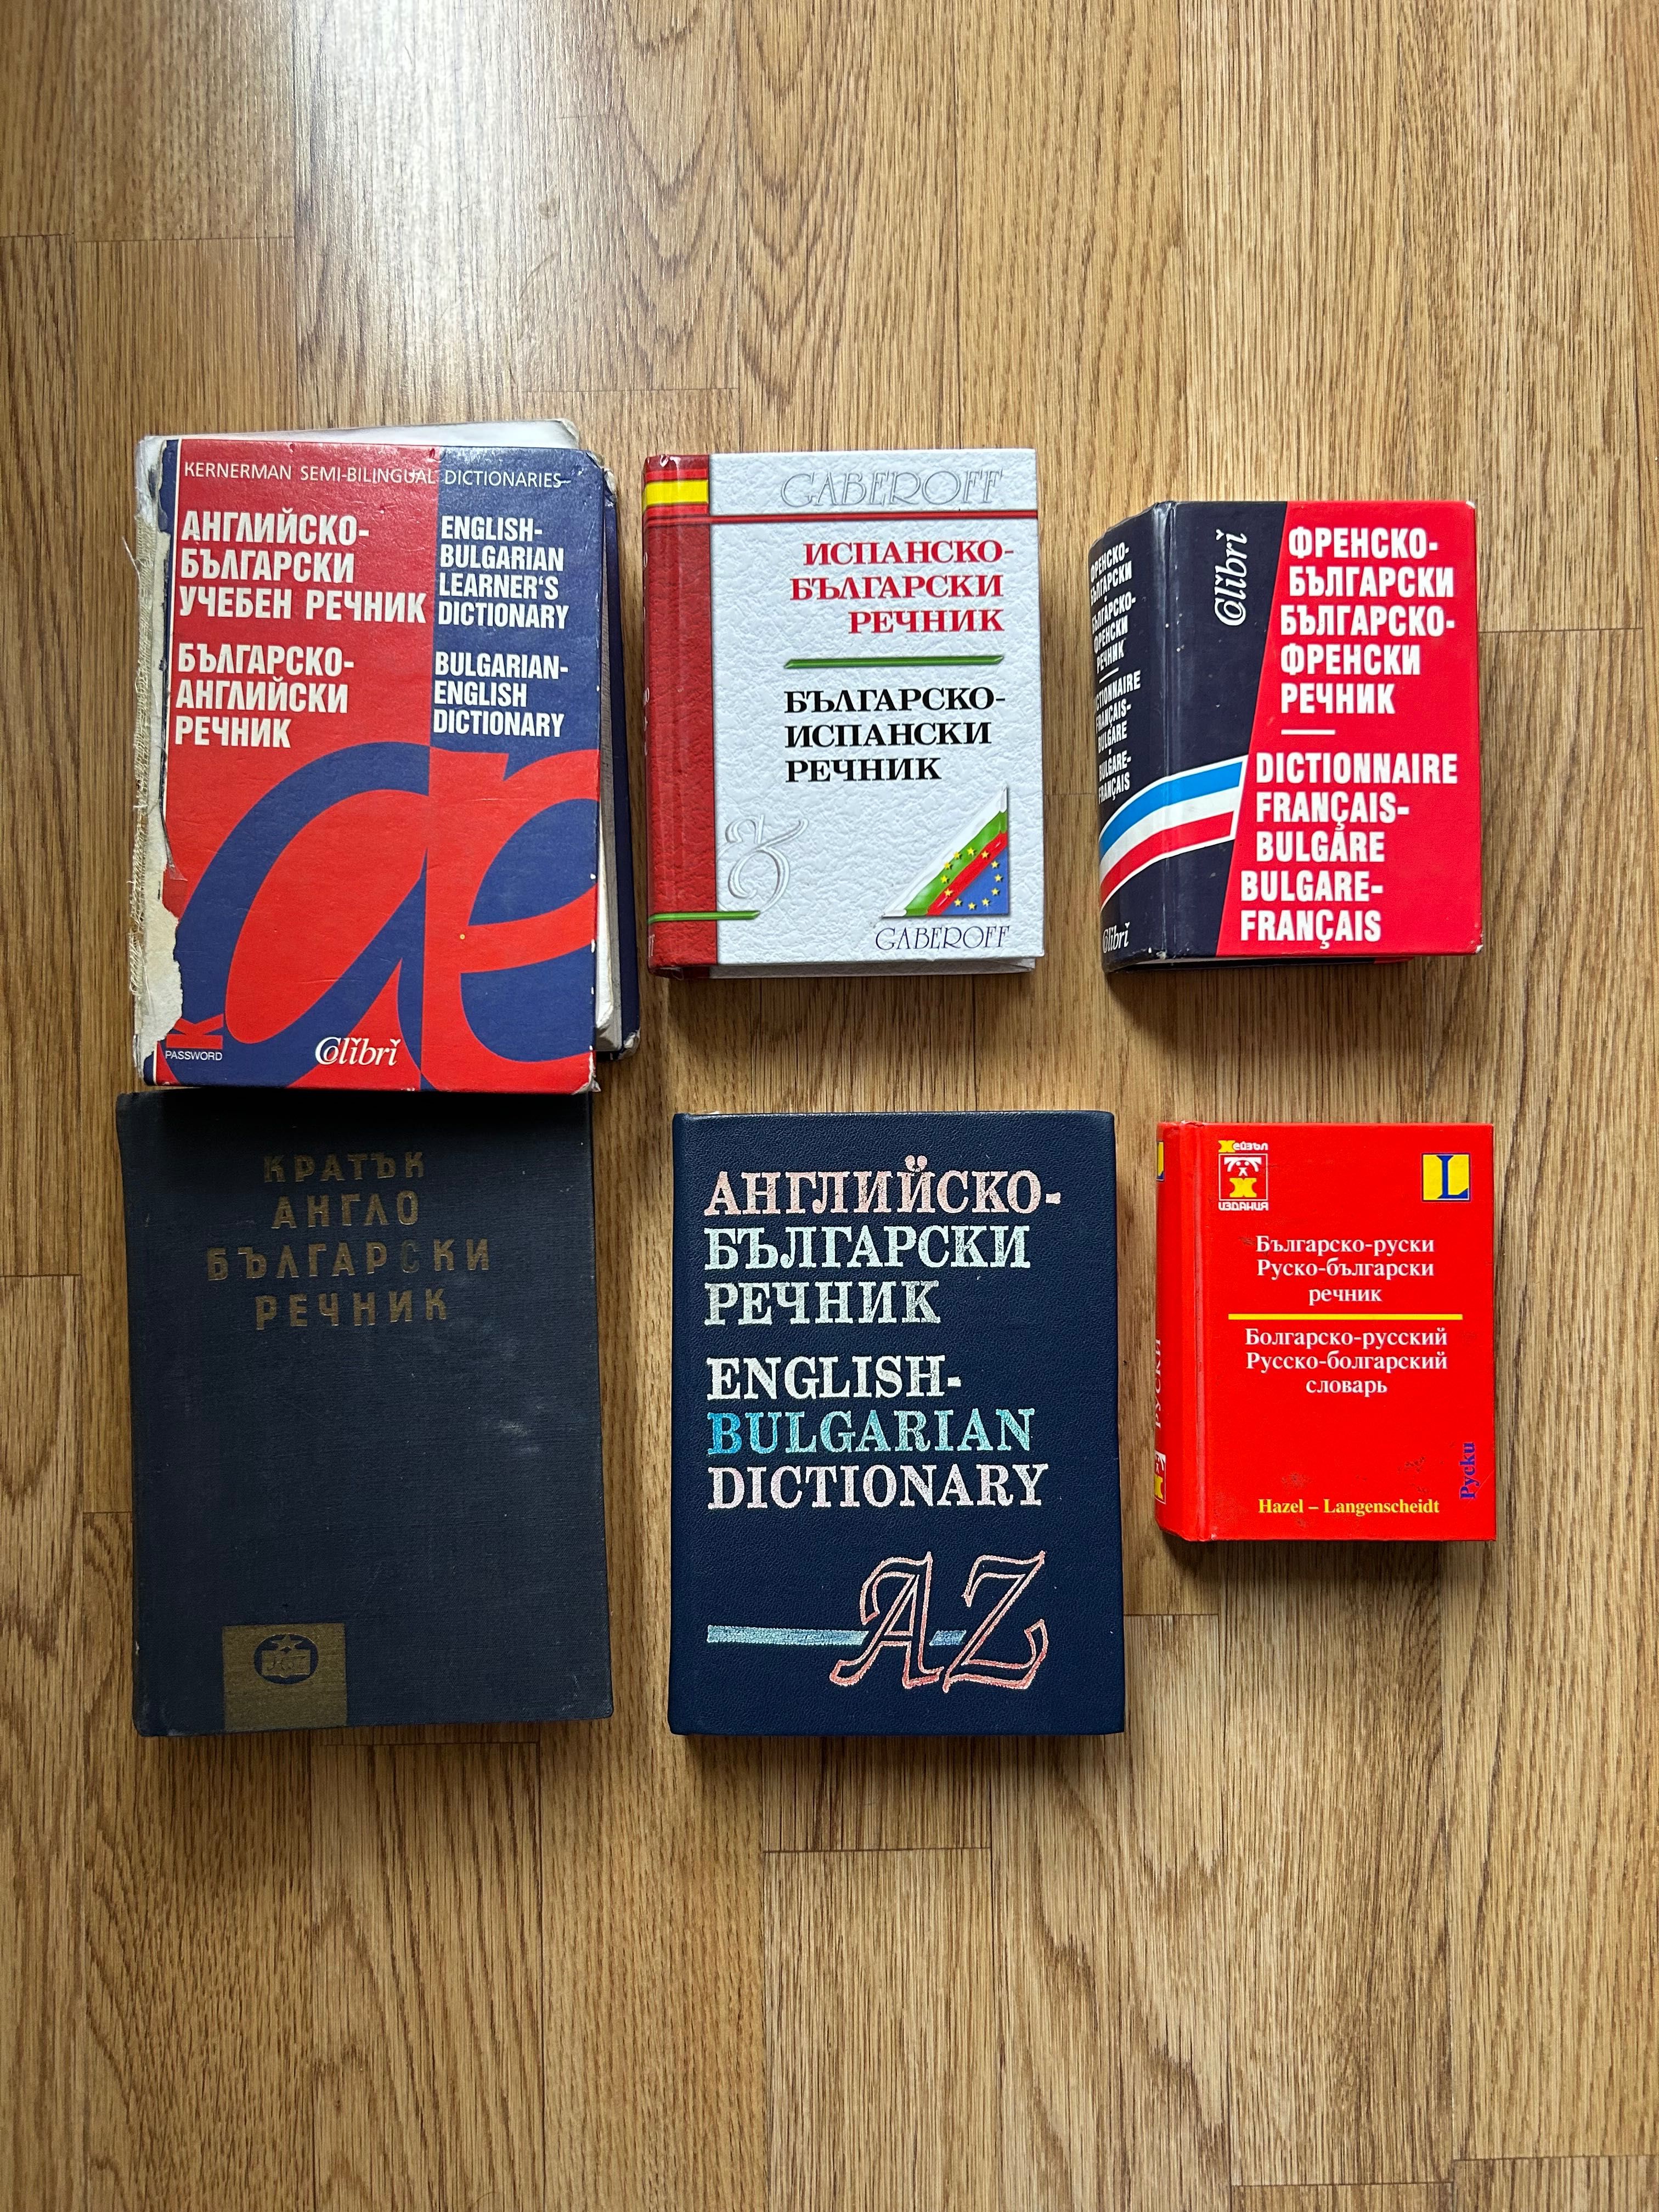 KERNERMAN SEMI-BILINGUAL DICTIONARIES
АНГЛИЙСКО-
БЪЛГАРСКИ
УЧЕБЕН РЕЧНИК
БЪЛГАРСКО-
АНГЛИЙСКИ
РЕЧНИК
ENGLISH-
BULGARIAN
LEARNER'S
DICTIONARY
BULGARIAN-
ENGLISH
DICTIONARY
ae
K
PASSWORD
Colibri
GABEROFF
ИСПАНСКО-
БЪЛГАРСКИ
РЕЧНИК
БЪЛГАРСКО-
ИСПАНСКИ
РЕЧНИК
GABEROFF
ФРЕНСКО-
БЪЛГАРСКИ
БЪЛГАРСКО-
ФРЕНСКИ
РЕЧНИК
DICTIONNAIRE
FRANÇAIS-
BULGARE
BULGARE-
FRANÇAIS
Colibri
ФРЕНСКО-
БЪЛГАРСКИ
БЪЛГАРСКО-
ФРЕНСКИ
РЕЧНИК
DICTIONNAIRE
FRANÇAIS-
BULGARE
BULGARE-
FRANÇAIS
Colibri
КРАТЪК
АНГЛО
БЪЛГАРСКИ
РЕЧНИК
АНГЛИЙСКО-
БЪЛГАРСКИ
РЕЧНИК
ENGLISH-
BULGARIAN
DICTIONARY
A-Z
Хейзъл
ИЗДАНИЯ
L
Българско-руски
Руско-български
речник
Болгарско-русский
Русско-болгарский
словарь
Hazel – Langenscheidt
Руски
РУСКИ